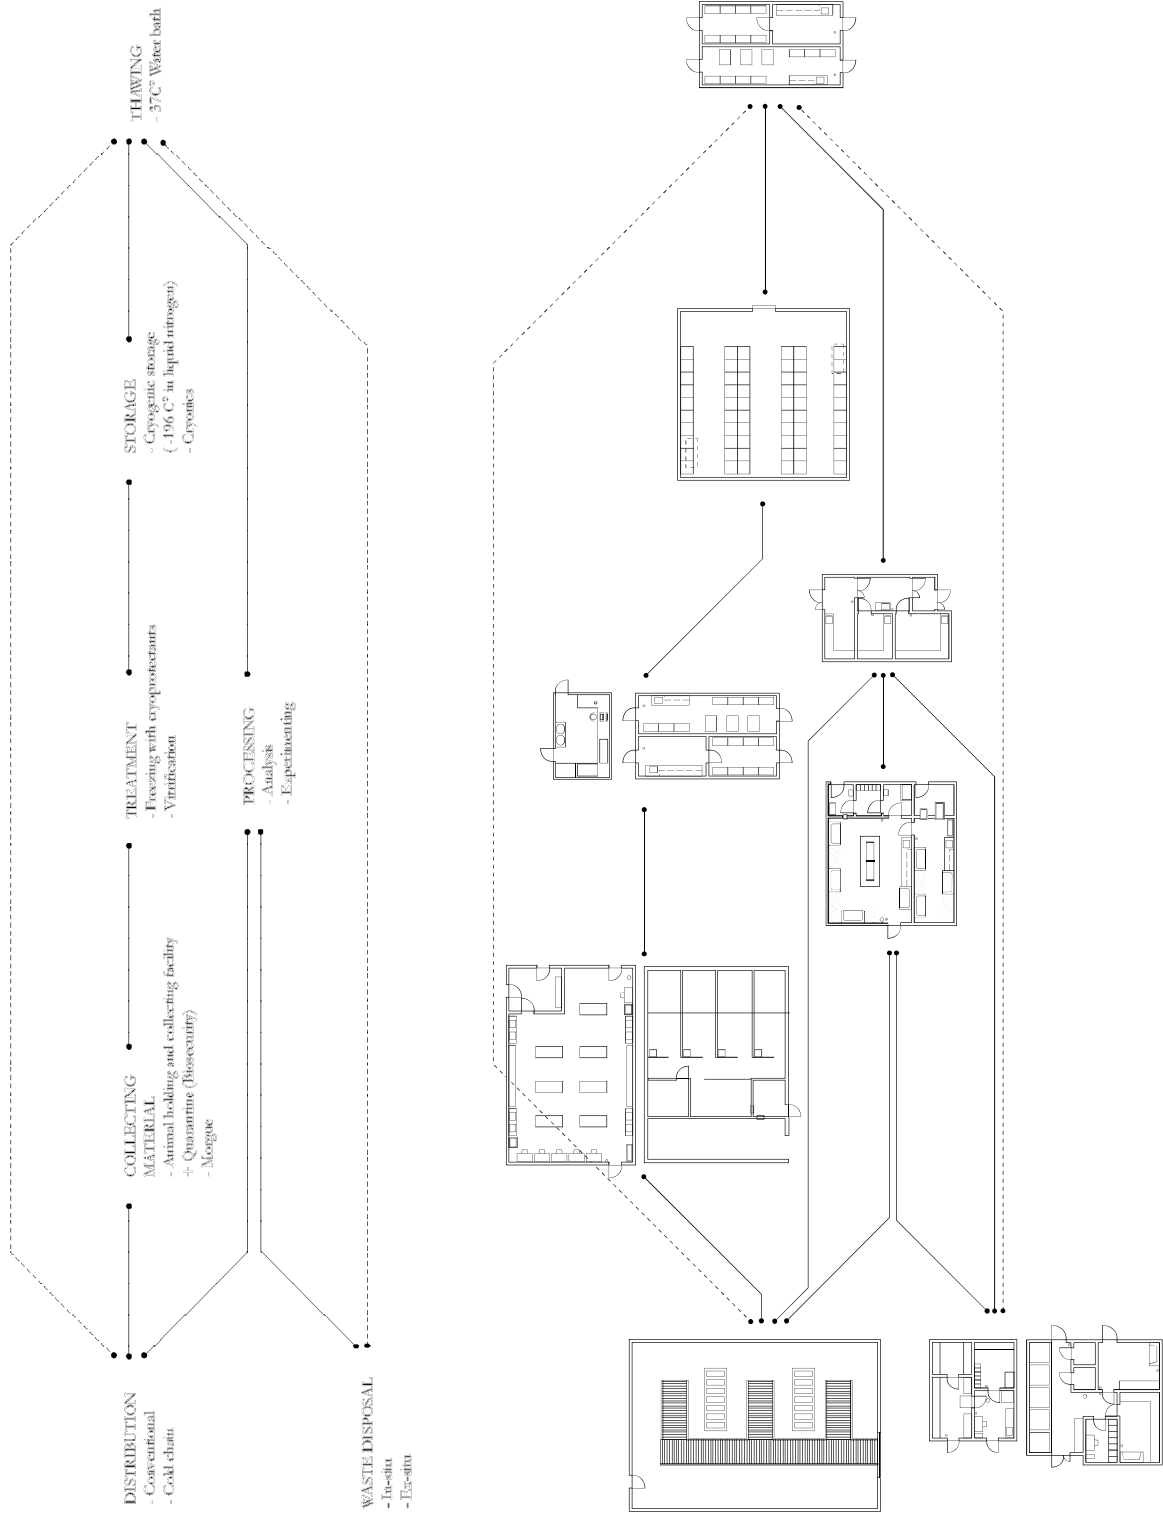 DISTRIBUTION
- Conventional
- Cold chain
COLLECTING
MATERIAL
- Animal holding and collecting facility
+ Quarantine (Biosecurity)
- Morgue
TREATMENT
- Freezing with cryoprotectants
- Vitrification
STORAGE
- Cryogenic storage
( -196 C° in liquid nitrogen)
- Cryonics
THAWING
- 37C° Water bath
PROCESSING
- Analysis
- Experimenting
WASTE DISPOSAL
- In-situ
- Ex-situ